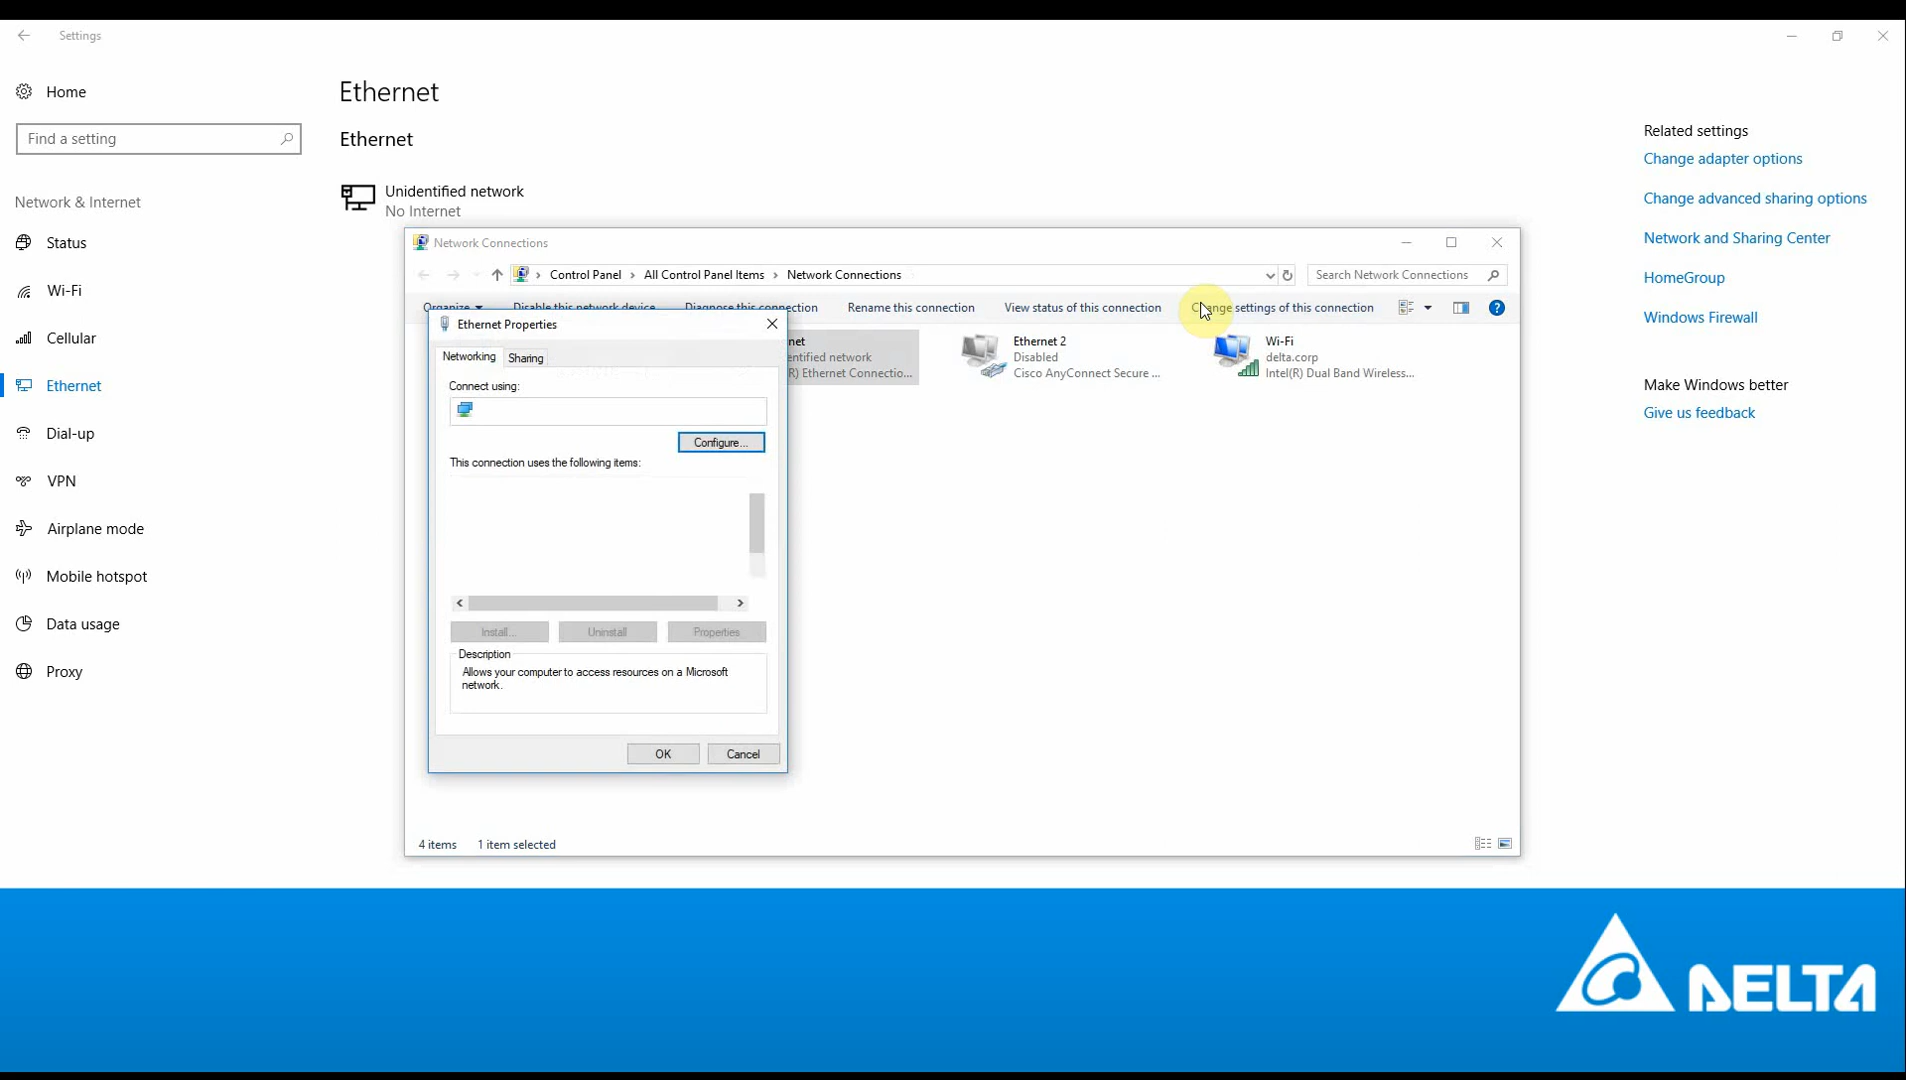 Settings
Home
Find a setting
Network & Internet
Status
Wi-Fi
Cellular
Ethernet
Dial-up
VPN
Airplane mode
Mobile hotspot
Data usage
Proxy
Ethernet
Ethernet
Unidentified network
No Internet
Network Connections
Control Panel > All Control Panel Items > Network Connections
Search Network Connections
Organize Disable this network device Diagnose this connection Rename this connection View status of this connection Change settings of this connection
Ethernet Properties
Networking Sharing
Connect using:
Configure...
This connection uses the following items:
Install... Uninstall Properties
Description
Allows your computer to access resources on a Microsoft
network.
OK Cancel
net
entified network
R) Ethernet Connectio...
Ethernet 2
Disabled
Cisco AnyConnect Secure ...
Wi-Fi
delta.corp
Intel(R) Dual Band Wireless...
4 items 1 item selected
Related settings
Change adapter options
Change advanced sharing options
Network and Sharing Center
HomeGroup
Windows Firewall
Make Windows better
Give us feedback
DELTA